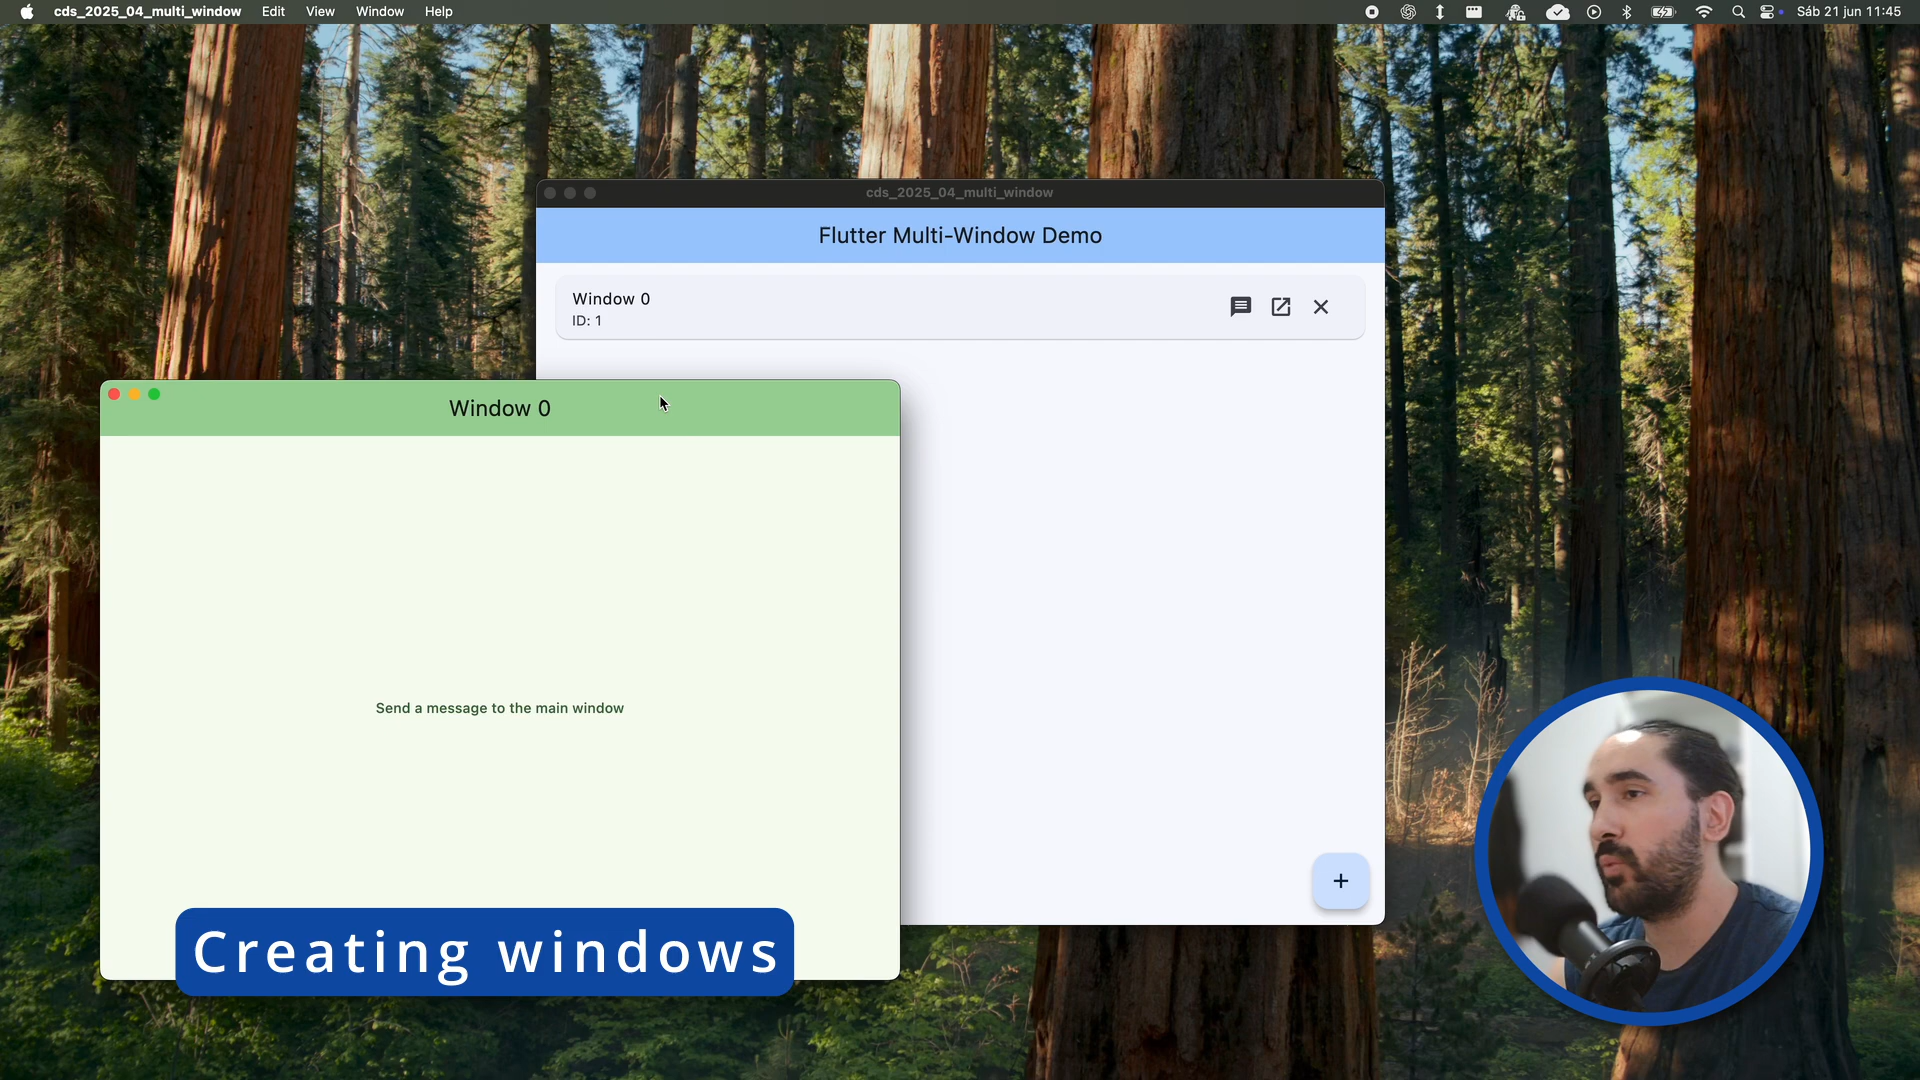 cds_2025_04_multi_window Edit View Window Help Sáb 21 jun 11:45
cds_2025_04_multi_window
Flutter Multi-Window Demo
Window 0
ID: 1
Window 0
Send a message to the main window
+
Creating windows